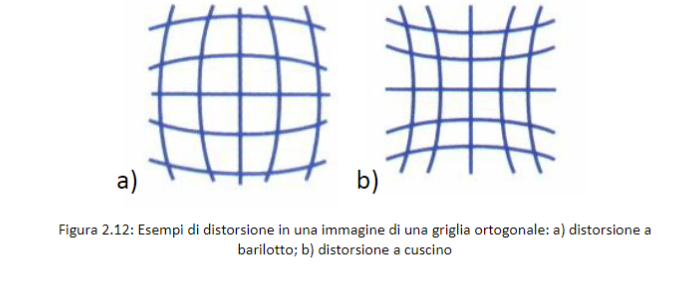 a)
b)
Figura 2.12: Esempi di distorsione in una immagine di una griglia ortogonale: a) distorsione a
barilotto; b) distorsione a cuscino